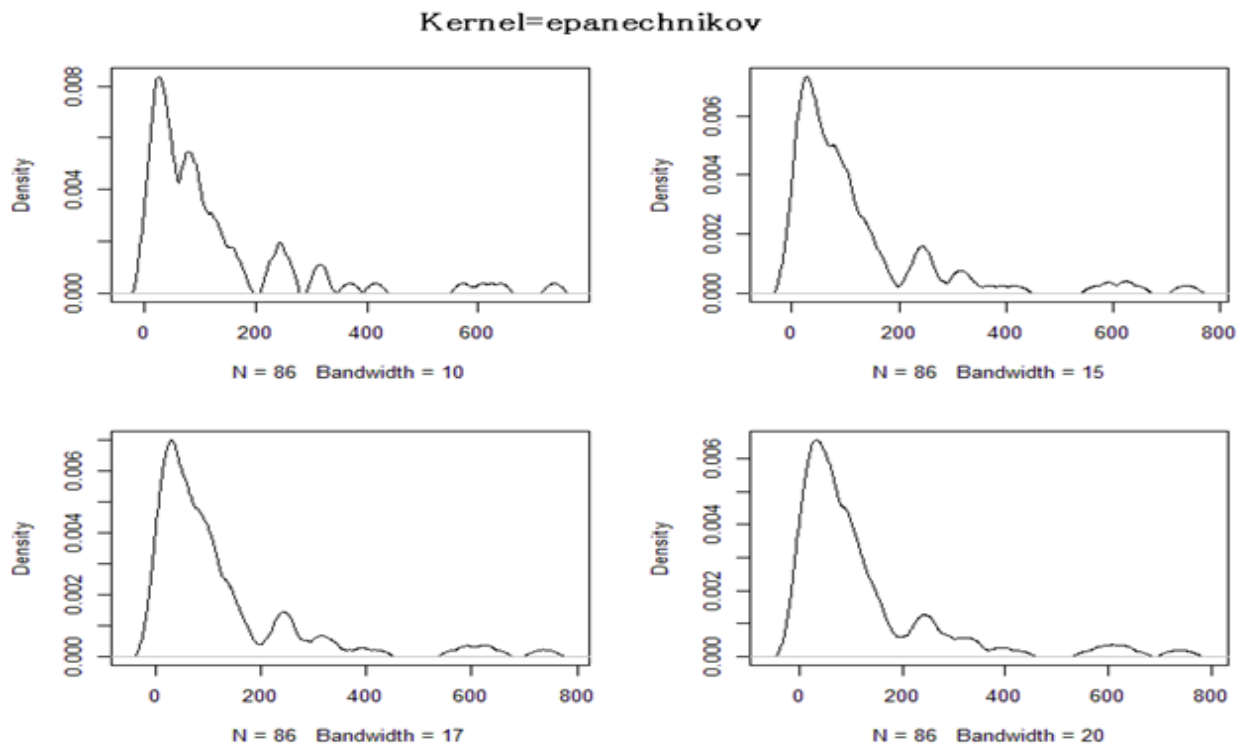 Kernel=epanechnikov
Density
0.000 0.004 0.008
0 200 400 600
N = 86 Bandwidth = 10
Density
0.000 0.002 0.004 0.006
0 200 400 600 800
N = 86 Bandwidth = 15
Density
0.000 0.002 0.004 0.006
0 200 400 600 800
N = 86 Bandwidth = 17
Density
0.000 0.002 0.004 0.006
0 200 400 600 800
N = 86 Bandwidth = 20